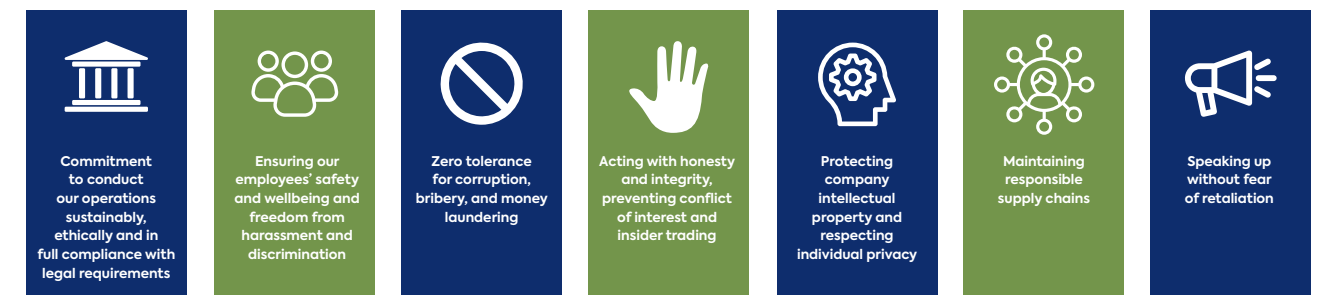 Commitment
to conduct
our operations
sustainably,
ethically and in
full compliance with
legal requirements
Ensuring our
employees’ safety
and wellbeing and
freedom from
harassment and
discrimination
Zero tolerance
for corruption,
bribery, and money
laundering
Acting with honesty
and integrity,
preventing conflict
of interest and
insider trading
Protecting
company
intellectual
property and
respecting
individual privacy
Maintaining
responsible
supply chains
Speaking up
without fear
of retaliation